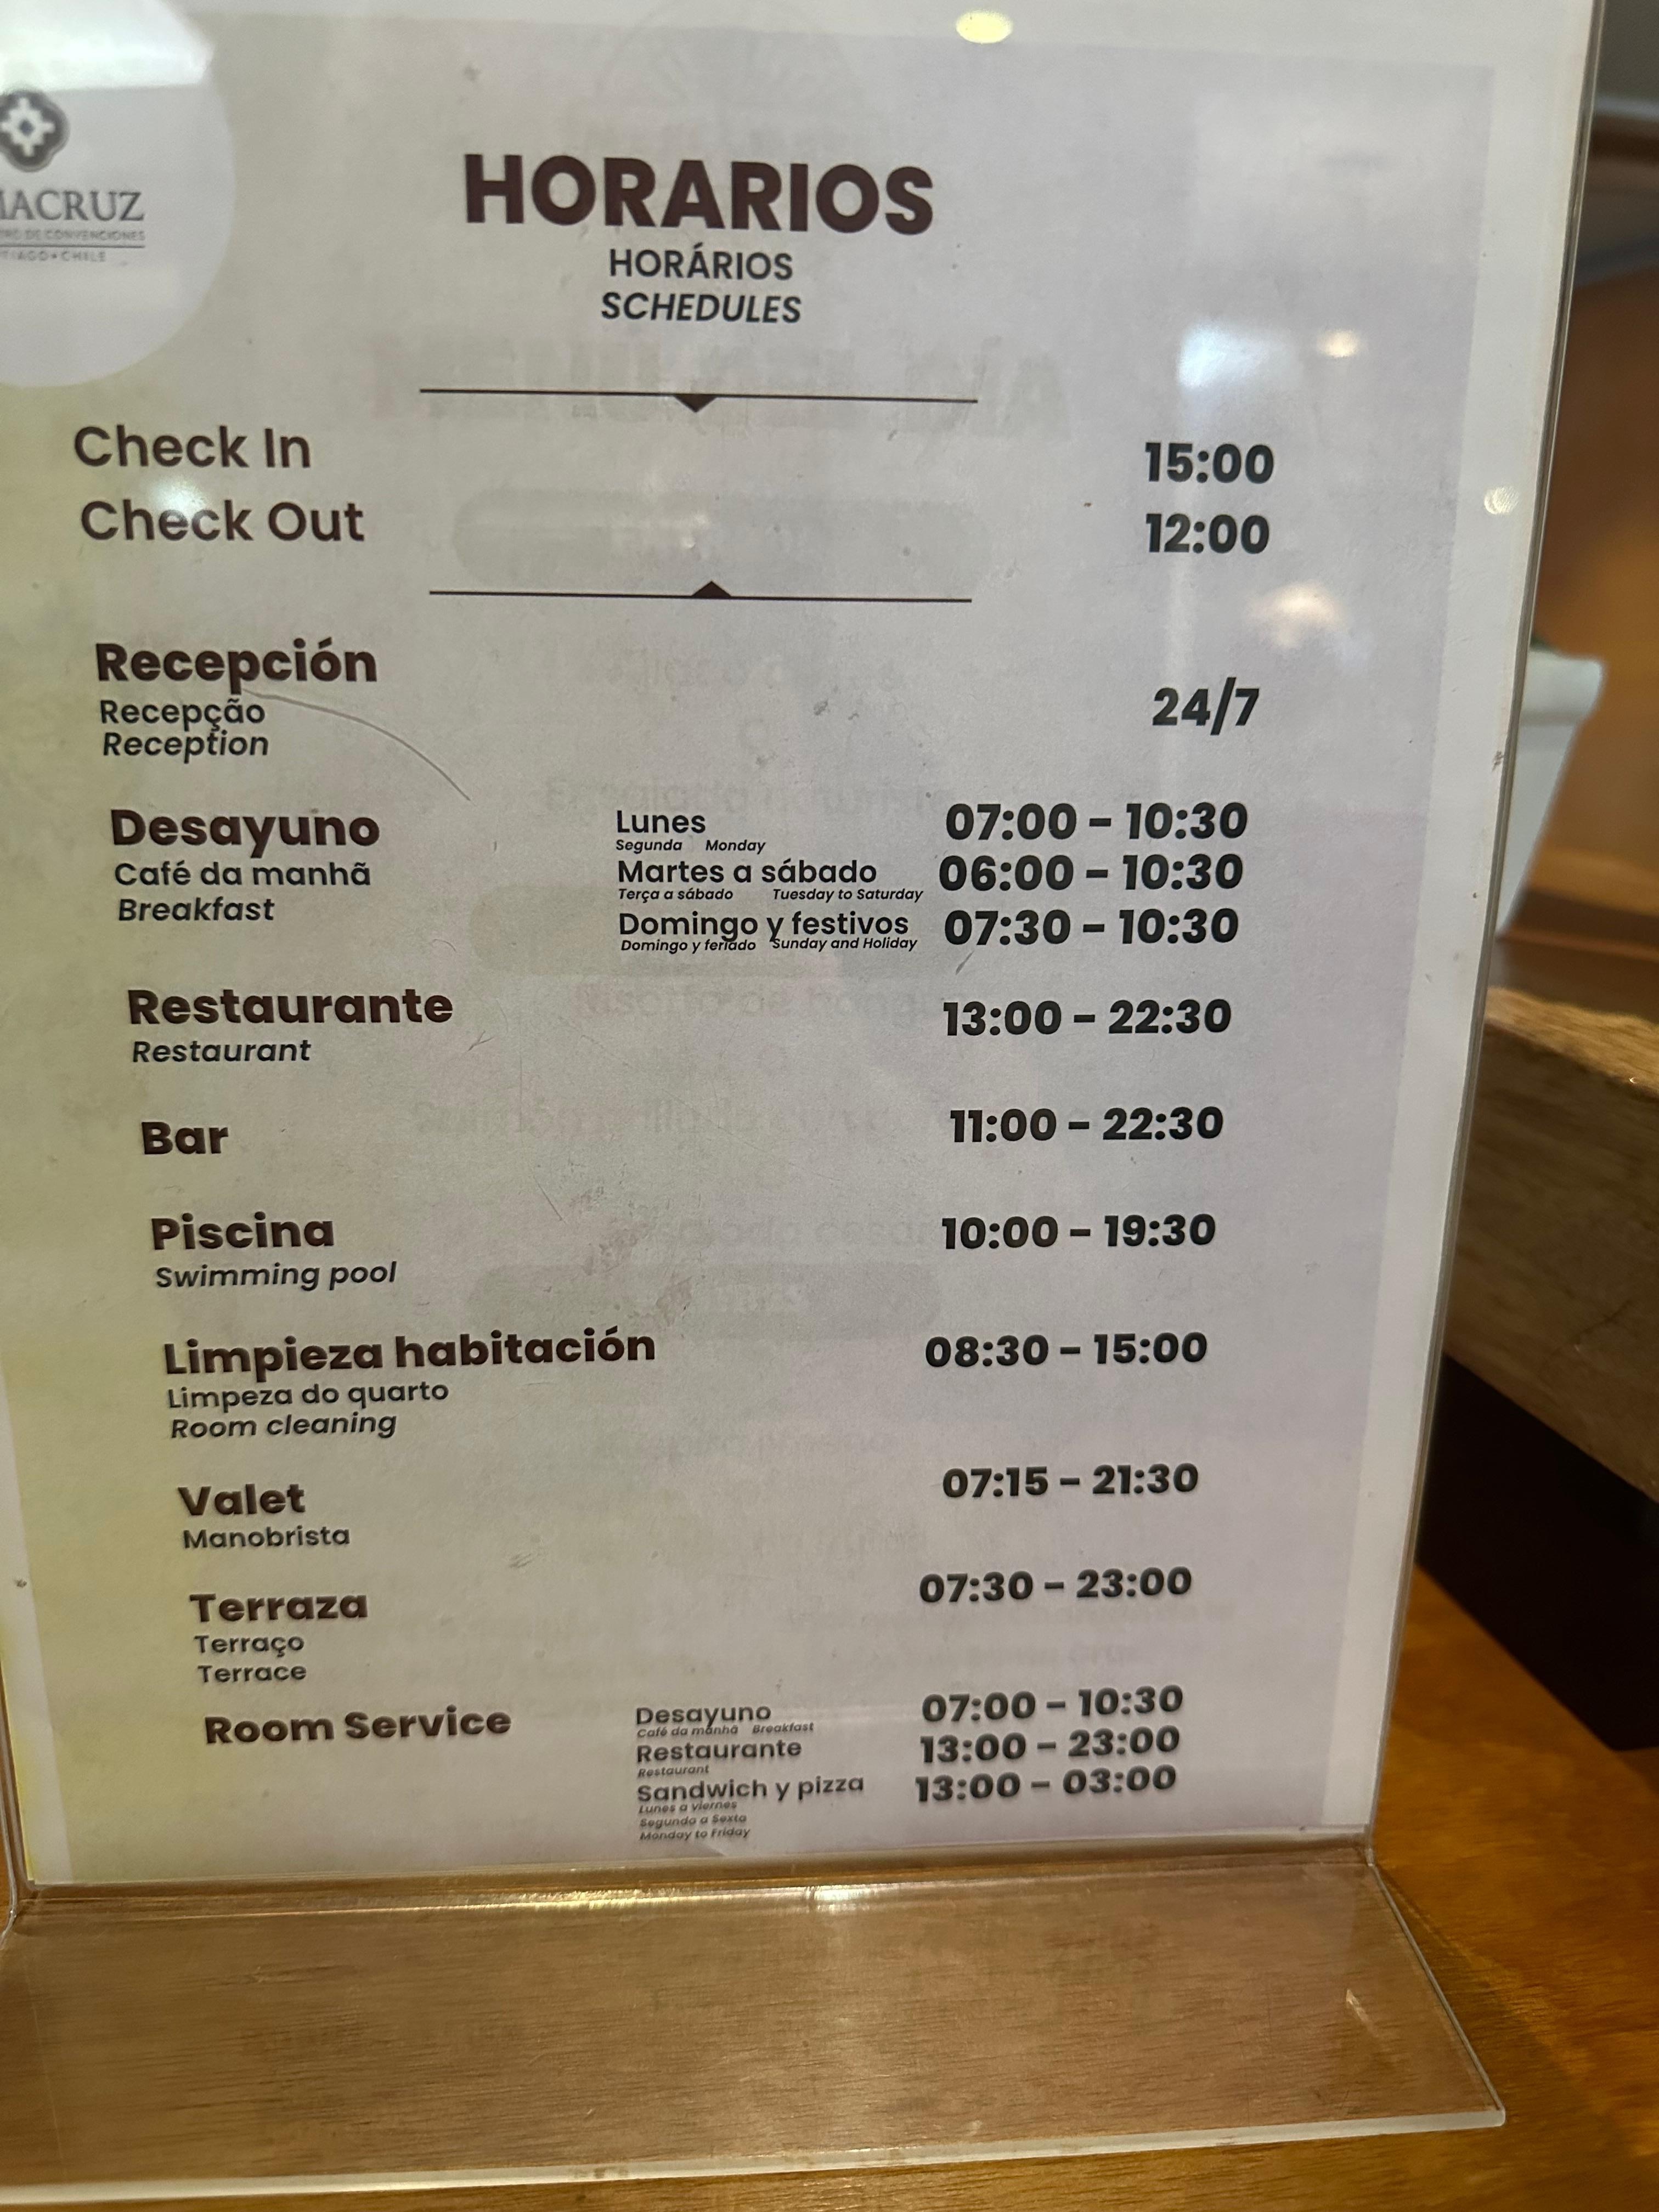 HORARIOS
HORÁRIOS
SCHEDULES
MACRUZ
DE CONVENCIONES
CHILE
Check In 15:00
Check Out 12:00
Recepción
Recepção
Reception
24/7
Desayuno
Café da manhã
Breakfast
Lunes 07:00 – 10:30
Segunda Monday
Martes a sábado 06:00 – 10:30
Terça a sábado Tuesday to Saturday
Domingo y festivos 07:30 – 10:30
Domingo y feriado Sunday and Holiday
Restaurante 13:00 – 22:30
Restaurant
Bar 11:00 – 22:30
Piscina 10:00 – 19:30
Swimming pool
Limpieza habitación 08:30 – 15:00
Limpeza do quarto
Room cleaning
Valet 07:15 – 21:30
Manobrista
Terraza 07:30 – 23:00
Terraço
Terrace
Room Service
Desayuno 07:00 – 10:30
Café da manhã Breakfast
Restaurante 13:00 – 23:00
Restaurant
Sandwich y pizza 13:00 – 03:00
Lunes a viernes
Segunda a Sexta
Monday to Friday